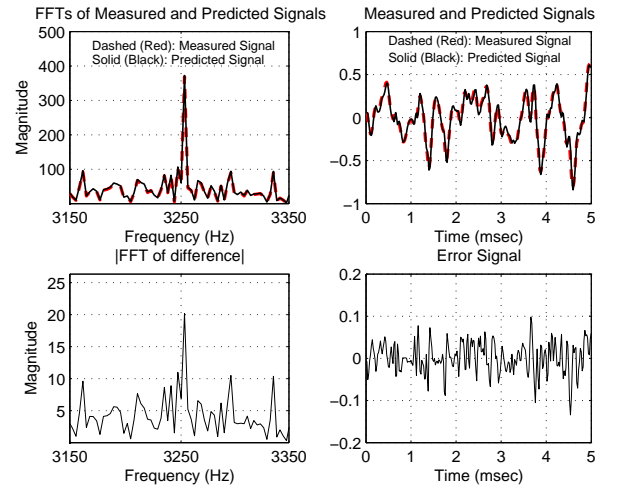 FFTs of Measured and Predicted Signals
500
400
300
200
100
Magnitude
Dashed (Red): Measured Signal
Solid (Black): Predicted Signal
3150
3250
3350
Frequency (Hz)
Measured and Predicted Signals
1
0.5
0
−0.5
−1
Dashed (Red): Measured Signal
Solid (Black): Predicted Signal
0
1
2
3
4
5
Time (msec)
|FFT of difference|
25
20
15
10
5
Magnitude
3150
3250
3350
Frequency (Hz)
Error Signal
0.2
0.1
0
−0.1
−0.2
0
1
2
3
4
5
Time (msec)